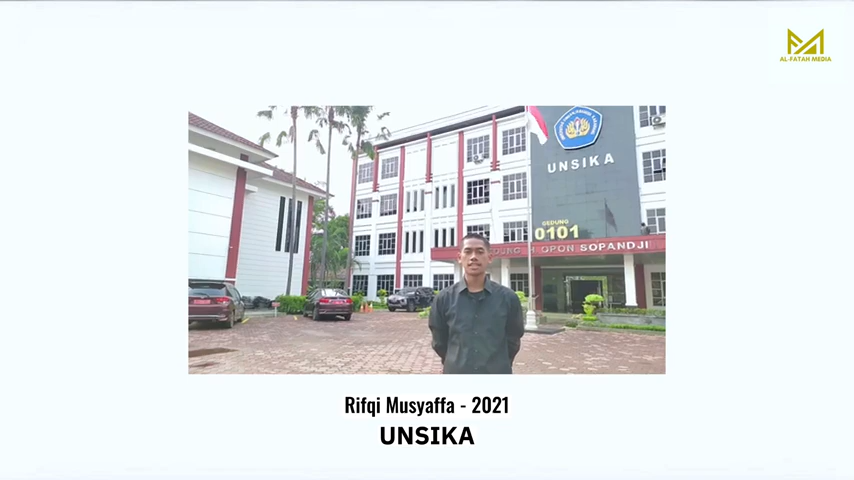 AL-FATAH MEDIA
UNSIKA
GEDUNG
0101
H OPON SOPANDJI
Rifqi Musyaffa - 2021
UNSIKA